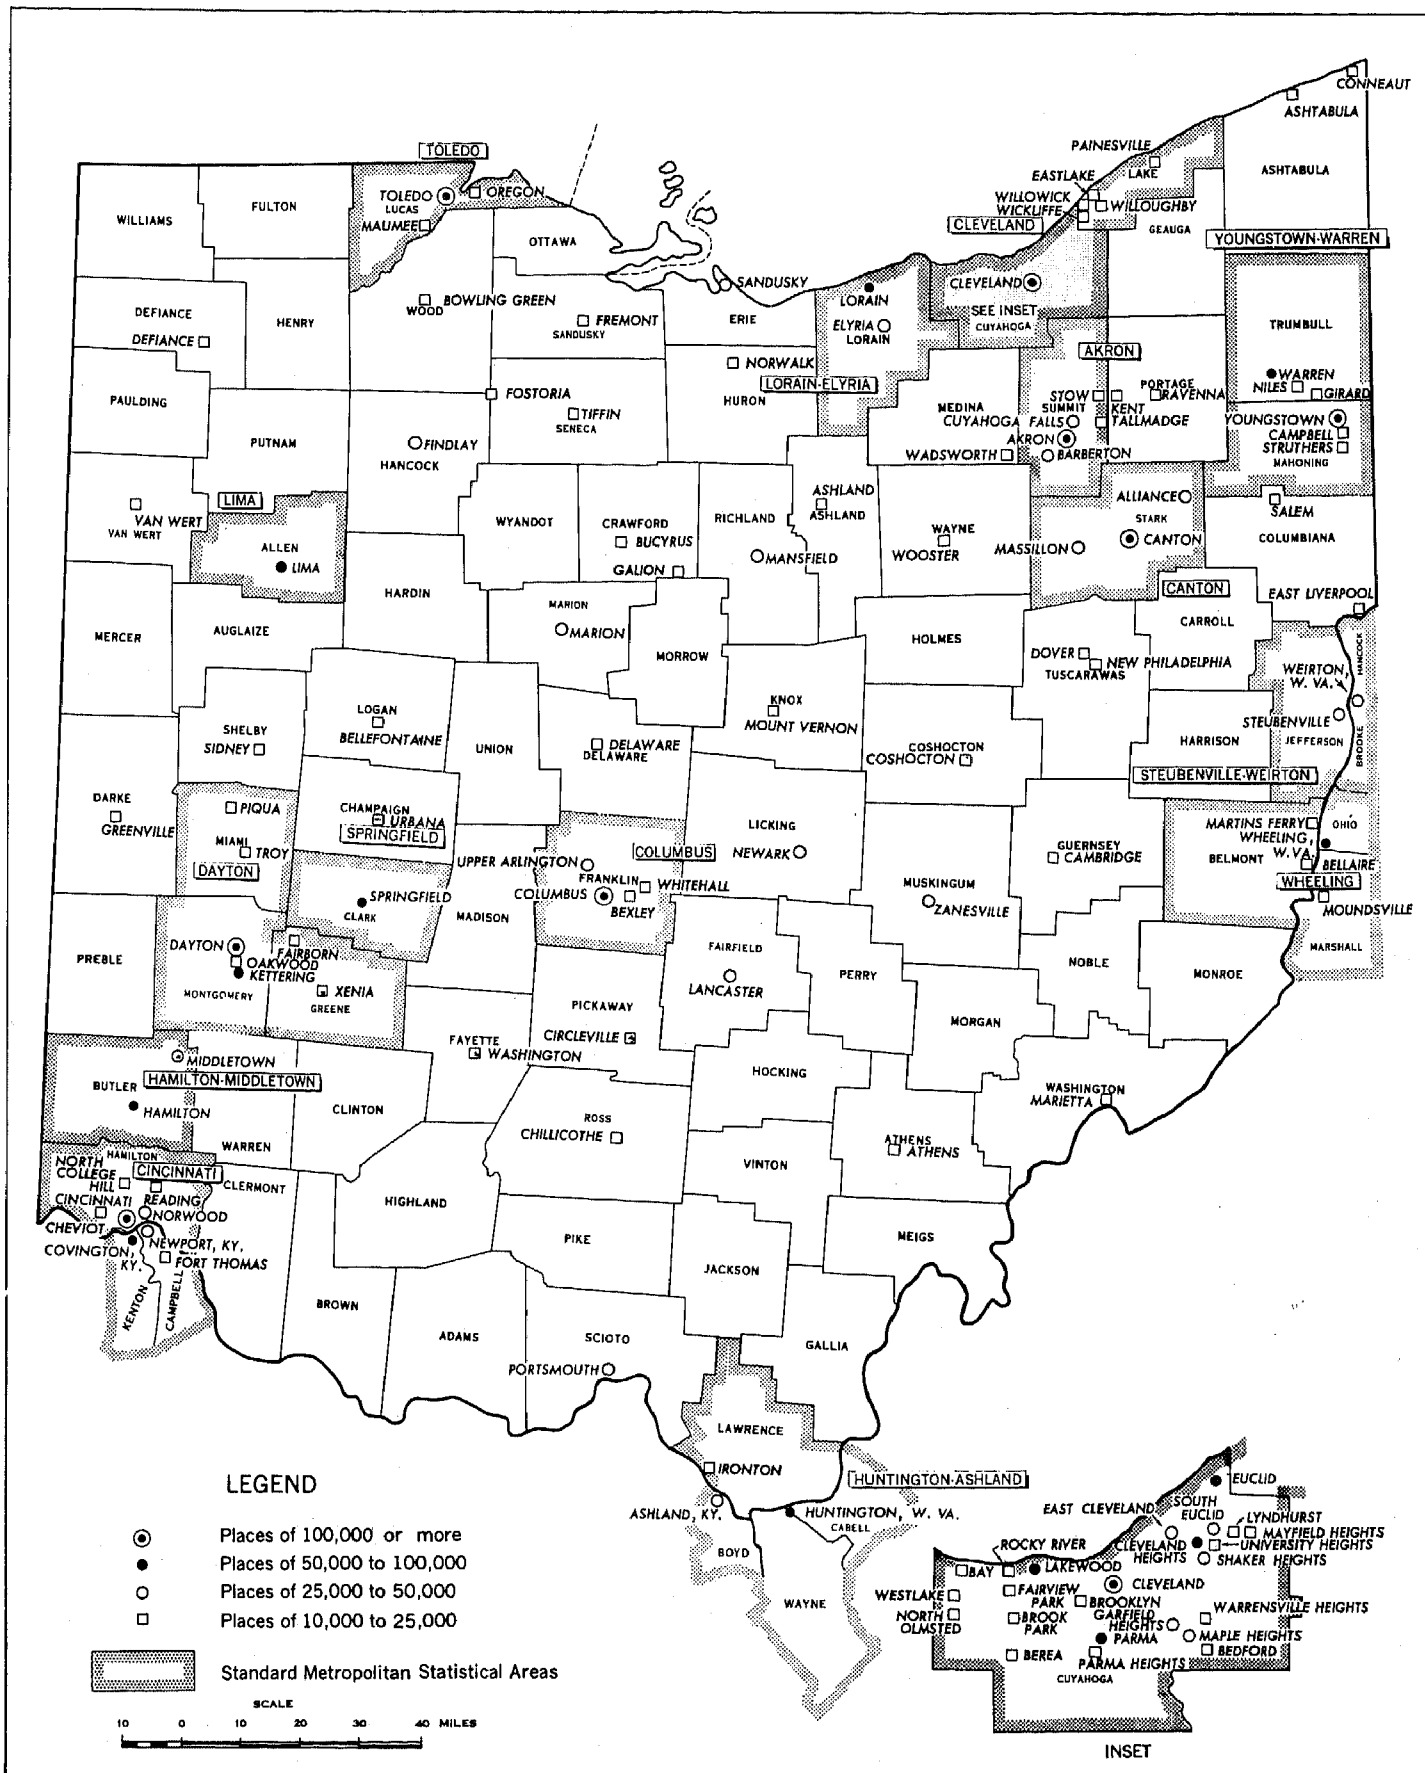 CONNEAUT
ASHTABULA
PAINESVILLE
TOLEDO
LAKE
ASHTABULA
EASTLAKE
TOLEDO
OREGON
LUCAS
WILLOWICK
WILLOUGHBY
WICKLIFFE
FULTON
WILLIAMS
MAUMEE
CLEVELAND
GEAUGA
OTTAWA
YOUNGSTOWN-WARREN
SANDUSKY
CLEVELAND
LORAIN
BOWLING GREEN
WOOD
SEE INSET
CUYAHOGA
DEFIANCE
HENRY
FREMONT
SANDUSKY
ERIE
ELYRIA
LORAIN
TRUMBULL
DEFIANCE
AKRON
NORWALK
WARREN
LORAIN-ELYRIA
PORTAGE
NILES
GIRARD
PAULDING
FOSTORIA
HURON
STOW
KENT
RAVENNA
MEDINA
SUMMIT
TIFFIN
SENECA
CUYAHOGA FALLS
TALLMADGE
YOUNGSTOWN
CAMPBELL
PUTNAM
FINDLAY
AKRON
STRUTHERS
WADSWORTH
BARBERTON
MAHONING
HANCOCK
LIMA
ASHLAND
ALLIANCE
VAN WERT
ASHLAND
SALEM
VAN WERT
WYANDOT
CRAWFORD
RICHLAND
WAYNE
STARK
COLUMBIANA
ALLEN
BUCYRUS
WOOSTER
MASSILLON
CANTON
LIMA
MANSFIELD
GALION
HARDIN
CANTON
EAST LIVERPOOL
MARION
CARROLL
MERCER
AUGLAIZE
MARION
HOLMES
HANCOCK
MORROW
DOVER
NEW PHILADELPHIA
TUSCARAWAS
WEIRTON,
W. VA.
KNOX
LOGAN
MOUNT VERNON
STEUBENVILLE
SHELBY
BELLEFONTAINE
JEFFERSON
SIDNEY
UNION
DELAWARE
DELAWARE
COSHOCTON
COSHOCTON
HARRISON
BROOKE
STEUBENVILLE-WEIRTON
DARKE
PIQUA
CHAMPAIGN
GREENVILLE
URBANA
LICKING
MARTINS FERRY
OHIO
MIAMI
SPRINGFIELD
WHEELING,
W. VA.
TROY
COLUMBUS
NEWARK
GUERNSEY
CAMBRIDGE
BELMONT
DAYTON
UPPER ARLINGTON
BELLAIRE
FRANKLIN
WHITEHALL
MUSKINGUM
WHEELING
SPRINGFIELD
COLUMBUS
BEXLEY
ZANESVILLE
MOUNDSVILLE
CLARK
MADISON
DAYTON
FAIRBORN
FAIRFIELD
MARSHALL
PREBLE
OAKWOOD
KETTERING
PERRY
NOBLE
MONROE
MONTGOMERY
XENIA
GREENE
LANCASTER
PICKAWAY
MORGAN
FAYETTE
CIRCLEVILLE
MIDDLETOWN
WASHINGTON
HOCKING
BUTLER
HAMILTON-MIDDLETOWN
WASHINGTON
MARIETTA
HAMILTON
CLINTON
ROSS
CHILLICOTHE
WARREN
ATHENS
ATHENS
HAMILTON
NORTH
COLLEGE
HILL
CINCINNATI
VINTON
CLERMONT
CINCINNATI
READING
HIGHLAND
NORWOOD
CHEVIOT
NEWPORT, KY.
PIKE
MEIGS
COVINGTON,
KY.
FORT THOMAS
JACKSON
KENTON
CAMPBELL
BROWN
ADAMS
SCIOTO
GALLIA
PORTSMOUTH
LAWRENCE
IRONTON
HUNTINGTON-ASHLAND
ASHLAND, KY.
HUNTINGTON, W. VA.
CABELL
BOYD
WAYNE
LEGEND
Places of 100,000 or more
Places of 50,000 to 100,000
Places of 25,000 to 50,000
Places of 10,000 to 25,000
Standard Metropolitan Statistical Areas
SCALE
10 0 10 20 30 40 MILES
EUCLID
EAST CLEVELAND
SOUTH
EUCLID
LYNDHURST
MAYFIELD HEIGHTS
ROCKY RIVER
CLEVELAND
HEIGHTS
UNIVERSITY HEIGHTS
SHAKER HEIGHTS
BAY
LAKEWOOD
CLEVELAND
WESTLAKE
FAIRVIEW
PARK
BROOKLYN
NORTH
OLMSTED
BROOK
PARK
GARFIELD
HEIGHTS
WARRENSVILLE HEIGHTS
PARMA
MAPLE HEIGHTS
BEREA
PARMA HEIGHTS
BEDFORD
CUYAHOGA
INSET